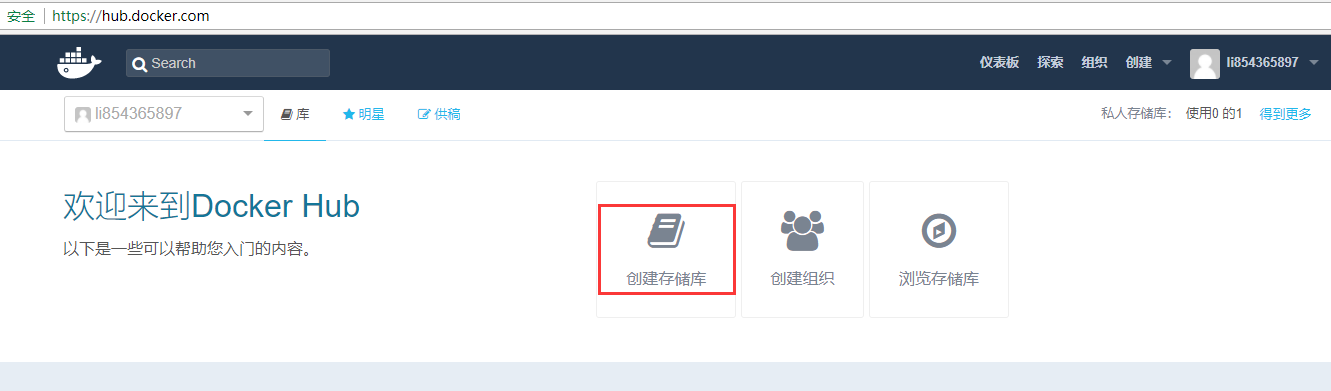 安全 https://hub.docker.com
Search 仪表板 探索 组织 创建 li854365897
li854365897 库 明星 供稿 私人存储库： 使用0 的1 得到更多
欢迎来到Docker Hub
以下是一些可以帮助您入门的内容。
创建存储库 创建组织 浏览存储库